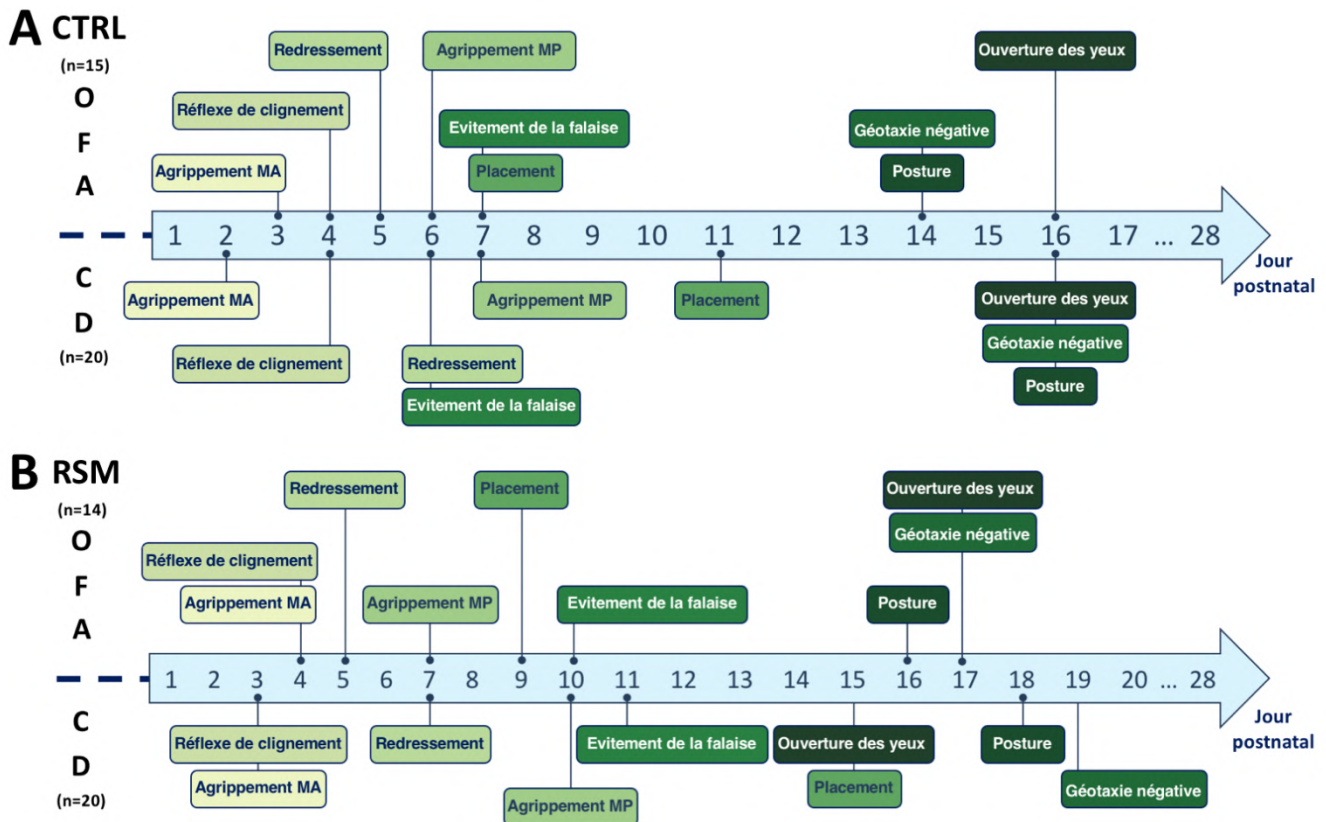 A CTRL
(n=15)
O
F
A
Redressement
Agrippement MP
Ouverture des yeux
Réflexe de clignement
Evitement de la falaise
Géotaxie négative
Agrippement MA
Placement
Posture
1 2 3 4 5 6 7 8 9 10 11 12 13 14 15 16 17 ... 28
Jour
postnatal
C
D
(n=20)
Agrippement MA
Agrippement MP
Placement
Ouverture des yeux
Géotaxie négative
Réflexe de clignement
Redressement
Posture
Evitement de la falaise
B RSM
(n=14)
O
F
A
Redressement
Placement
Ouverture des yeux
Géotaxie négative
Réflexe de clignement
Agrippement MA
Agrippement MP
Evitement de la falaise
Posture
1 2 3 4 5 6 7 8 9 10 11 12 13 14 15 16 17 18 19 20 ... 28
Jour
postnatal
C
D
(n=20)
Réflexe de clignement
Redressement
Evitement de la falaise
Ouverture des yeux
Posture
Agrippement MA
Placement
Géotaxie négative
Agrippement MP